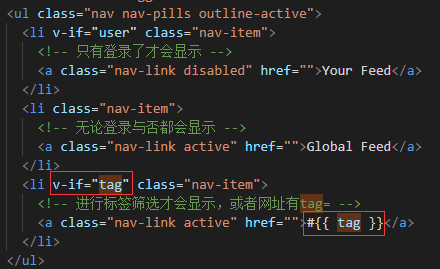 <ul class="nav nav-pills outline-active">
<li v-if="user" class="nav-item">
<!-- 只有登录了才会显示 -->
<a class="nav-link disabled" href="">Your Feed</a>
</li>
<li class="nav-item">
<!-- 无论登录与否都会显示 -->
<a class="nav-link active" href="">Global Feed</a>
</li>
<li v-if="tag" class="nav-item">
<!-- 进行标签筛选才会显示，或者网址有tag= -->
<a class="nav-link active" href="">#{{ tag }}</a>
</li>
</ul>